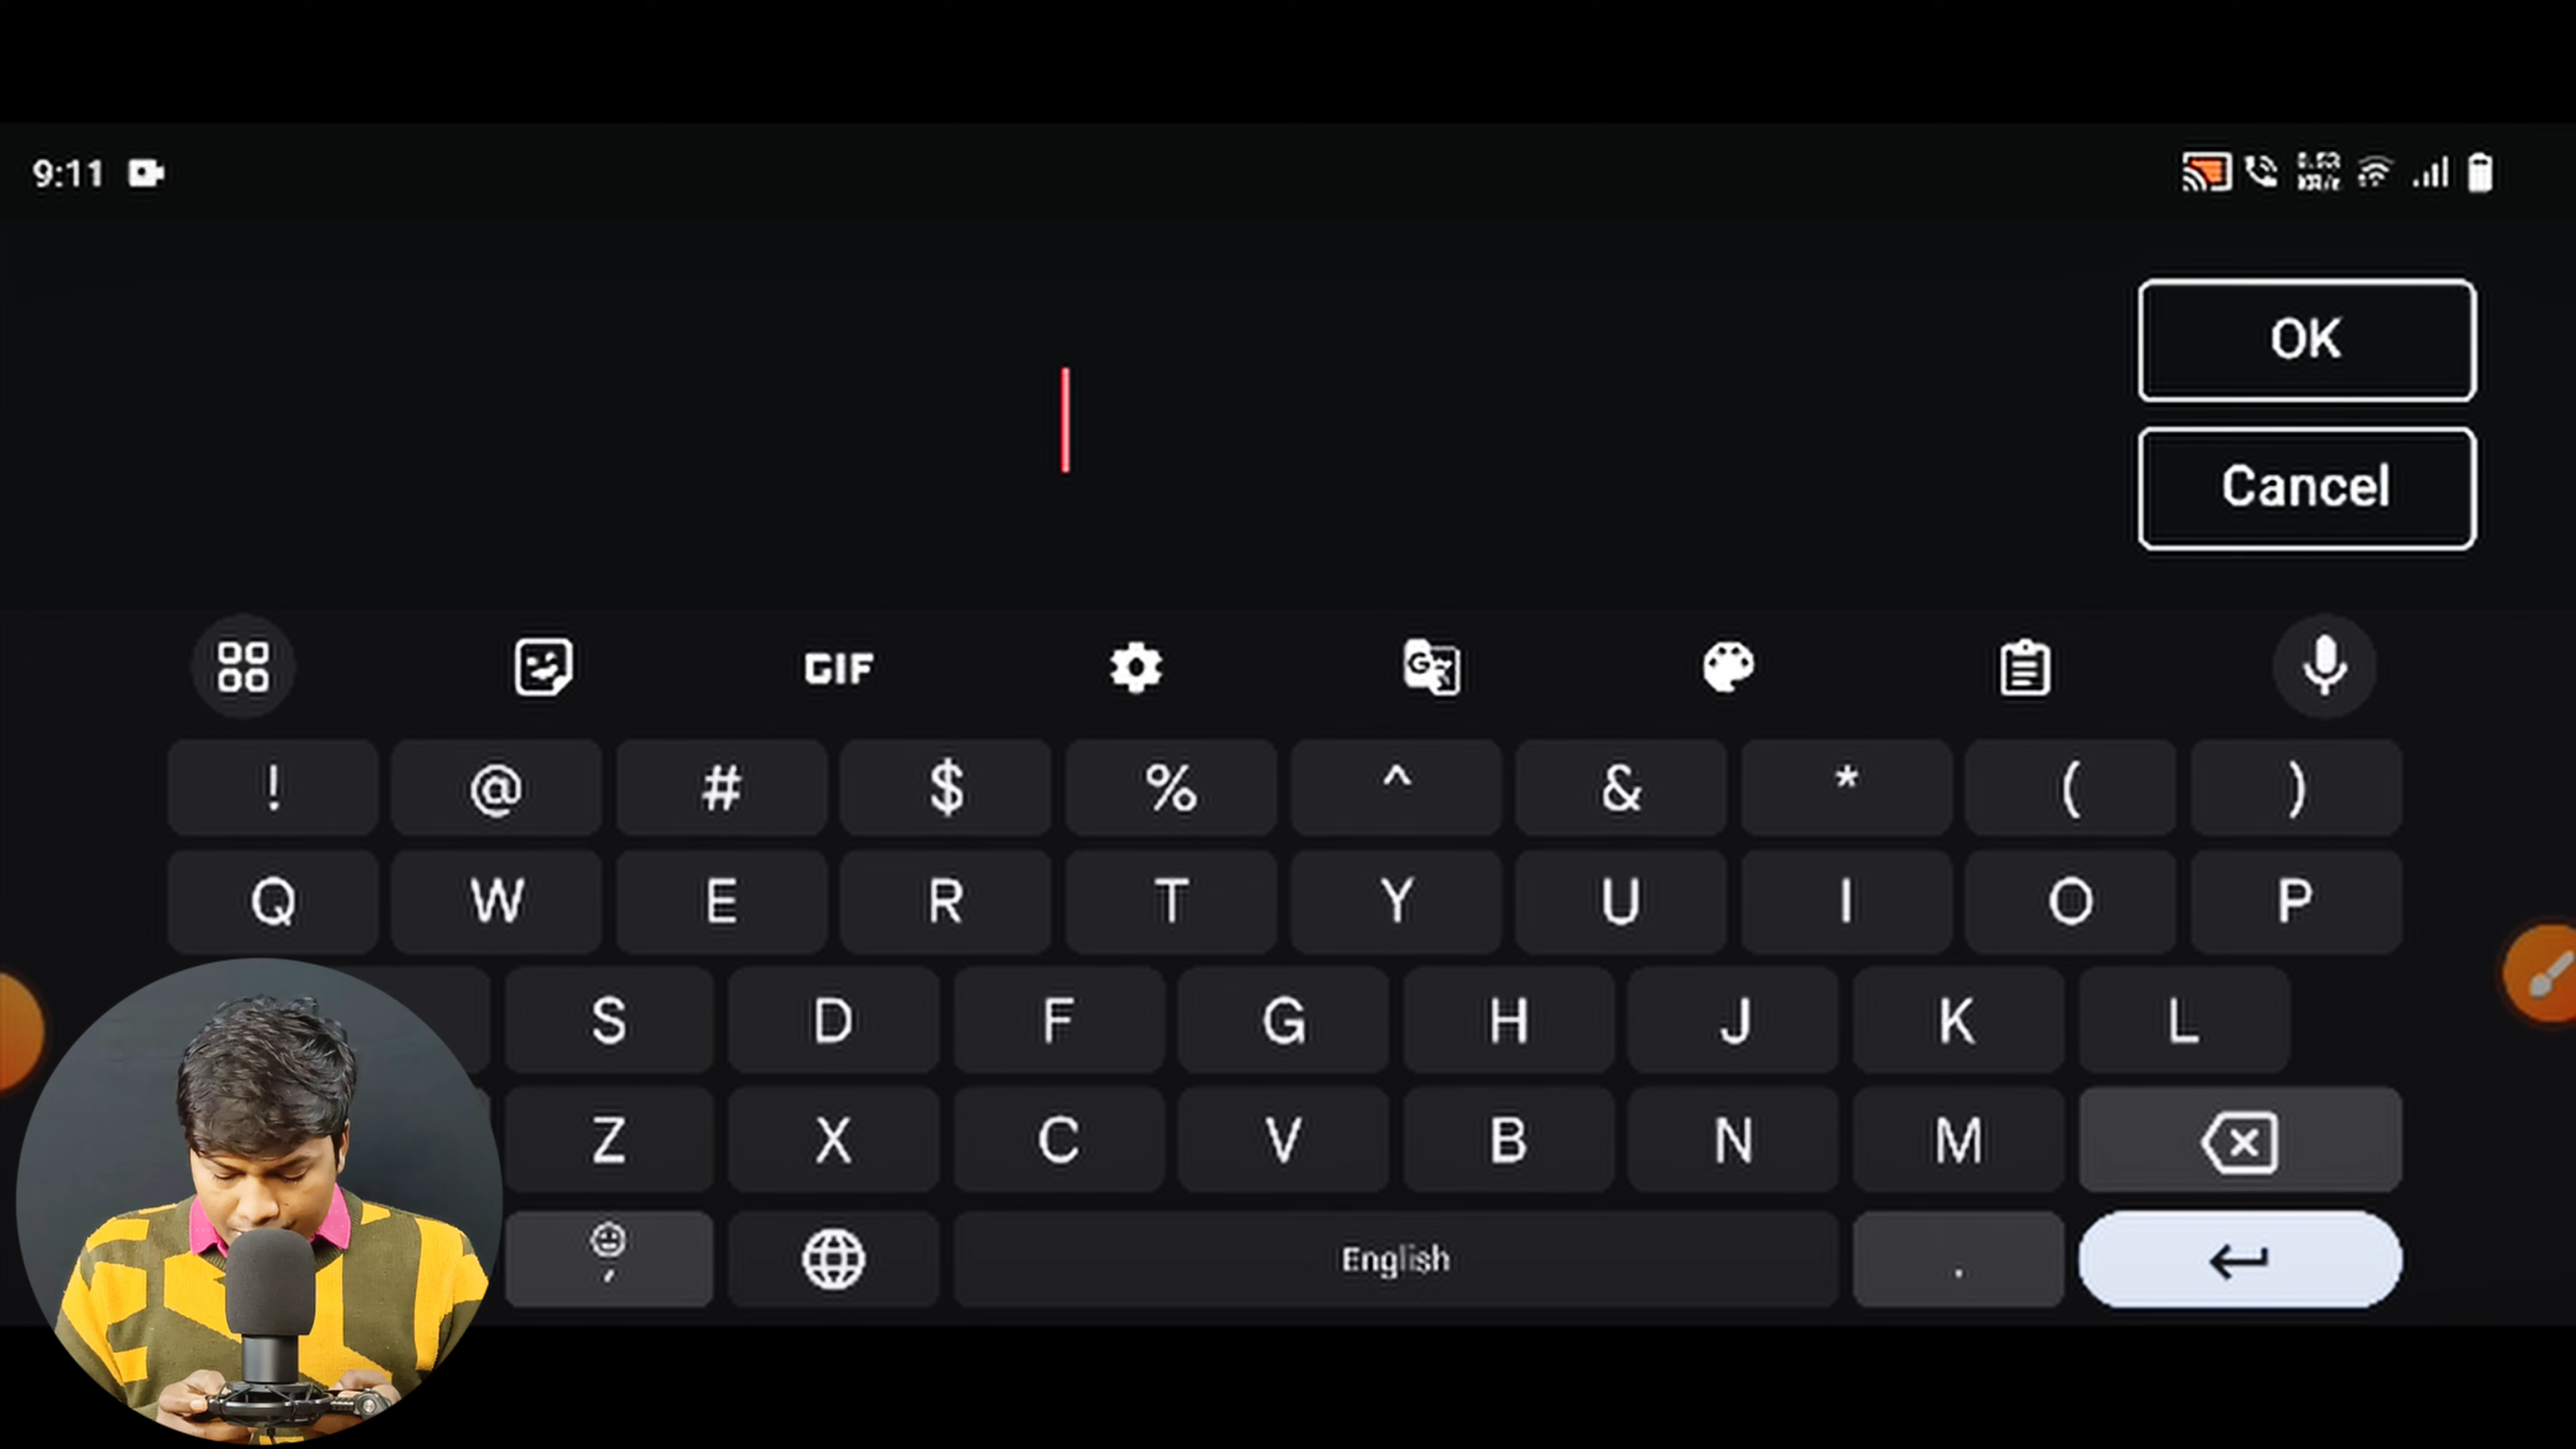 9:11
OK
Cancel
GIF
! @ # $ % ^ & * ( )
Q W E R T Y U I O P
S D F G H J K L
Z X C V B N M
, English .